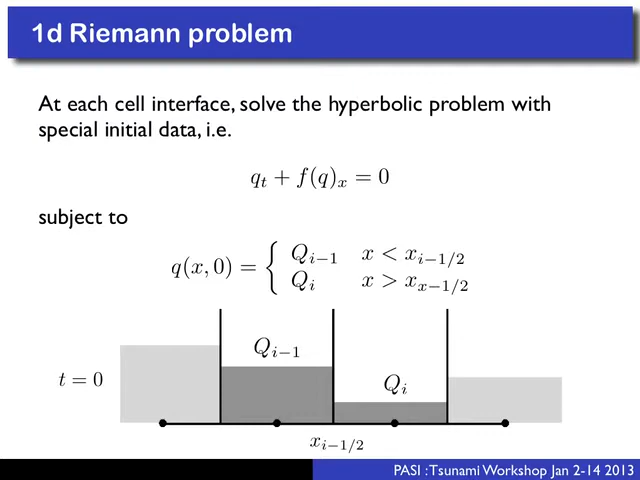 1d Riemann problem
At each cell interface, solve the hyperbolic problem with
special initial data, i.e.
q_t + f(q)_x = 0
subject to
q(x, 0) = { Q_{i−1} x < x_{i−1/2}
Q_i x > x_{x−1/2}
Q_{i−1}
t = 0
Q_i
x_{i−1/2}
PASI : Tsunami Workshop Jan 2-14 2013